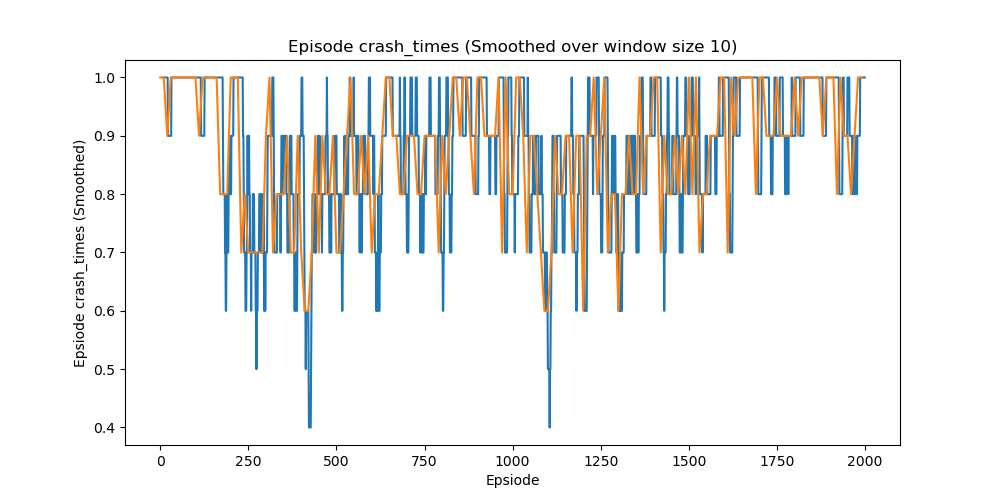 Episode crash_times (Smoothed over window size 10)
Epsiode crash_times (Smoothed)
1.0
0.9
0.8
0.7
0.6
0.5
0.4
0 250 500 750 1000 1250 1500 1750 2000
Epsiode